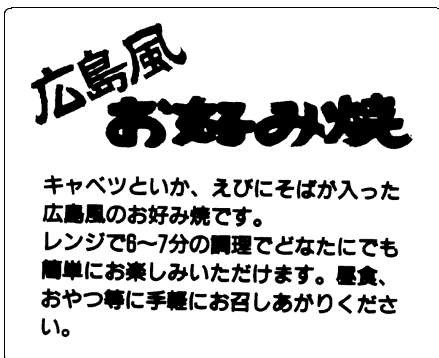 広島風
お好み焼
キャベツといか、えびにそばが入った
広島風のお好み焼です。
レンジで6〜7分の調理でどなたにでも
簡単にお楽しみいただけます。昼食、
おやつ等に手軽にお召しあがりくださ
い。